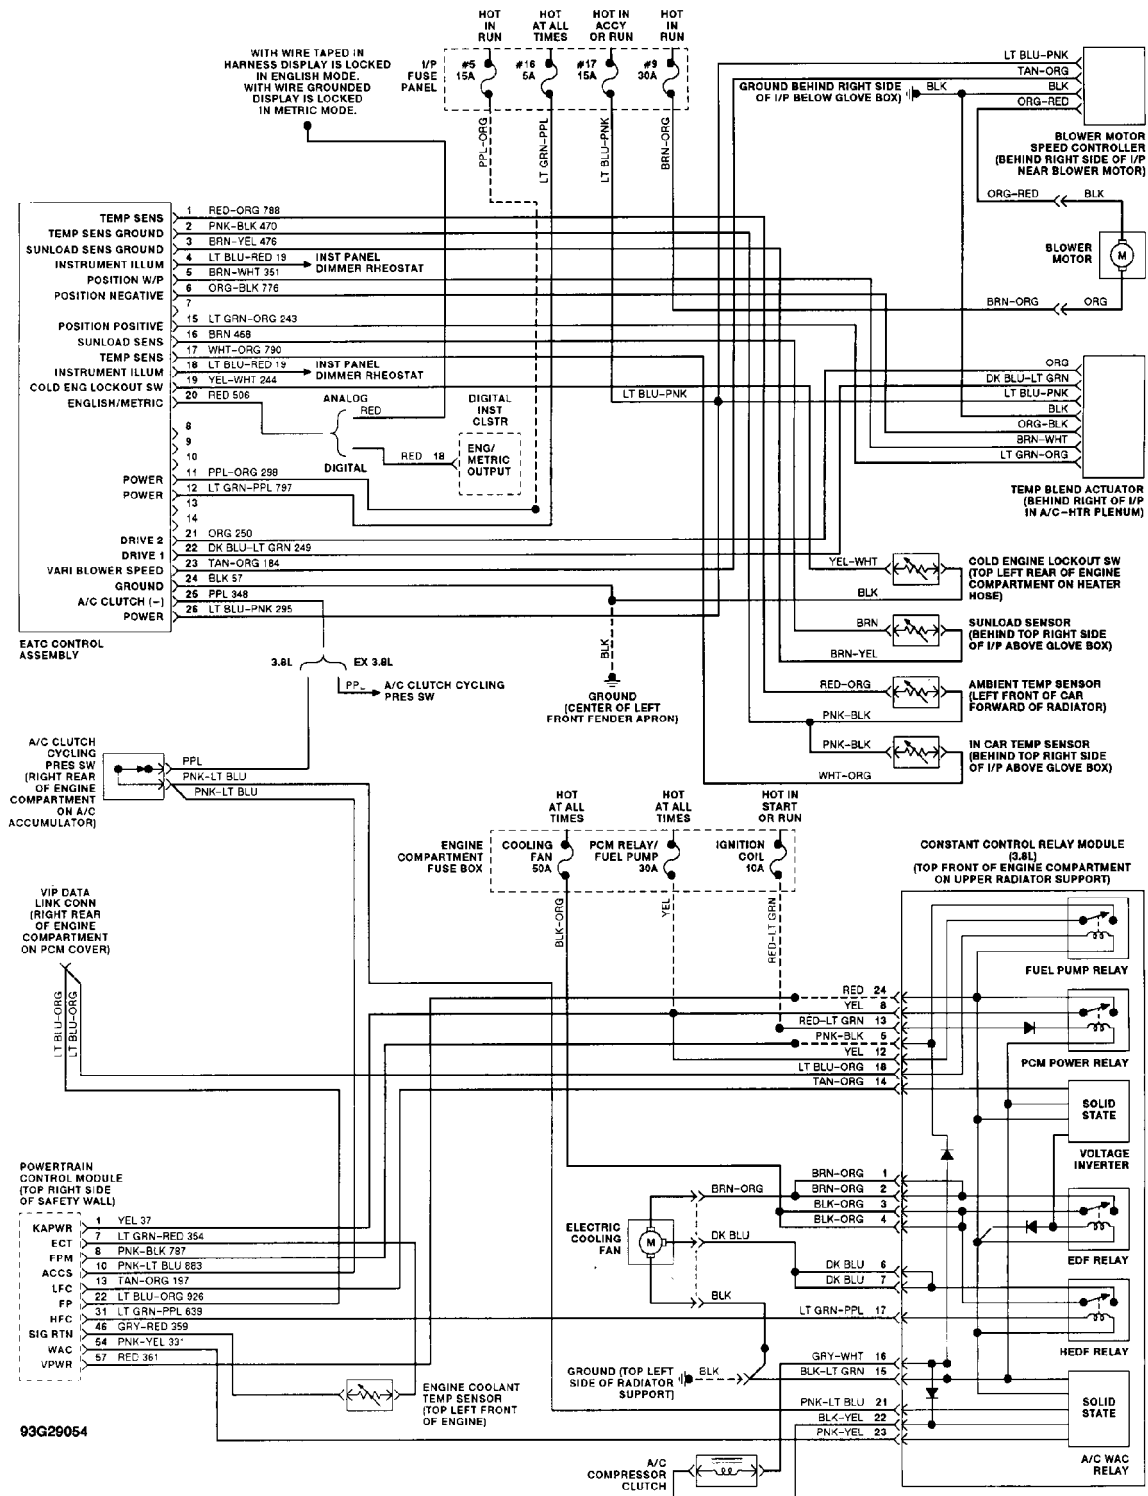 HOT
IN
RUN
HOT
AT ALL
TIMES
HOT IN
ACCY
OR RUN
HOT
IN
RUN
WITH WIRE TAPED IN
HARNESS DISPLAY IS LOCKED
IN ENGLISH MODE.
WITH WIRE GROUNDED
DISPLAY IS LOCKED
IN METRIC MODE.
I/P
FUSE
PANEL
#5
15A
#16
5A
#17
15A
#9
30A
PPL-ORG
LT GRN-PPL
LT BLU-PNK
BRN-ORG
LT BLU-PNK
TAN-ORG
BLK
ORG-RED
GROUND BEHIND RIGHT SIDE
OF I/P BELOW GLOVE BOX)
BLK
BLOWER MOTOR
SPEED CONTROLLER
(BEHIND RIGHT SIDE OF I/P
NEAR BLOWER MOTOR)
ORG-RED
BLK
BLOWER
MOTOR
M
BRN-ORG
ORG
TEMP SENS
1 RED-ORG 788
TEMP SENS GROUND
2 PNK-BLK 470
SUNLOAD SENS GROUND
3 BRN-YEL 476
INSTRUMENT ILLUM
4 LT BLU-RED 19
INST PANEL
DIMMER RHEOSTAT
POSITION W/P
5 BRN-WHT 351
POSITION NEGATIVE
6 ORG-BLK 776
7
POSITION POSITIVE
15 LT GRN-ORG 243
SUNLOAD SENS
16 BRN 468
TEMP SENS
17 WHT-ORG 790
INSTRUMENT ILLUM
18 LT BLU-RED 19
INST PANEL
DIMMER RHEOSTAT
COLD ENG LOCKOUT SW
19 YEL-WHT 244
ENGLISH/METRIC
20 RED 506
8
9
10
POWER
11 PPL-ORG 298
POWER
12 LT GRN-PPL 797
13
14
DRIVE 2
21 ORG 250
DRIVE 1
22 DK BLU-LT GRN 249
VARI BLOWER SPEED
23 TAN-ORG 184
GROUND
24 BLK 57
A/C CLUTCH (-)
25 PPL 348
POWER
26 LT BLU-PNK 295
EATC CONTROL
ASSEMBLY
ANALOG
RED
DIGITAL
RED 18
DIGITAL
INST
CLSTR
ENG/
METRIC
OUTPUT
LT BLU-PNK
ORG
DK BLU-LT GRN
LT BLU-PNK
BLK
ORG-BLK
BRN-WHT
LT GRN-ORG
TEMP BLEND ACTUATOR
(BEHIND RIGHT OF I/P
IN A/C-HTR PLENUM)
YEL-WHT
BLK
COLD ENGINE LOCKOUT SW
(TOP LEFT REAR OF ENGINE
COMPARTMENT ON HEATER
HOSE)
BRN
BRN-YEL
SUNLOAD SENSOR
(BEHIND TOP RIGHT SIDE
OF I/P ABOVE GLOVE BOX)
RED-ORG
PNK-BLK
AMBIENT TEMP SENSOR
(LEFT FRONT OF CAR
FORWARD OF RADIATOR)
PNK-BLK
WHT-ORG
IN CAR TEMP SENSOR
(BEHIND TOP RIGHT SIDE
OF I/P ABOVE GLOVE BOX)
BLK
GROUND
(CENTER OF LEFT
FRONT FENDER APRON)
3.8L
EX 3.8L
PPL
A/C CLUTCH CYCLING
PRES SW
A/C CLUTCH
CYCLING
PRES SW
(RIGHT REAR
OF ENGINE
COMPARTMENT
ON A/C
ACCUMULATOR)
PPL
PNK-LT BLU
PNK-LT BLU
HOT
AT ALL
TIMES
HOT
AT ALL
TIMES
HOT IN
START
OR RUN
ENGINE
COMPARTMENT
FUSE BOX
COOLING
FAN
50A
PCM RELAY/
FUEL PUMP
30A
IGNITION
COIL
10A
BLK-ORG
YEL
RED-LT GRN
CONSTANT CONTROL RELAY MODULE
(3.8L)
(TOP FRONT OF ENGINE COMPARTMENT
ON UPPER RADIATOR SUPPORT)
VIP DATA
LINK CONN
(RIGHT REAR
OF ENGINE
COMPARTMENT
ON PCM COVER)
LT BLU-ORG
LT BLU-ORG
FUEL PUMP RELAY
RED 24
YEL 8
RED-LT GRN 13
PNK-BLK 5
YEL 12
LT BLU-ORG 18
TAN-ORG 14
PCM POWER RELAY
SOLID
STATE
VOLTAGE
INVERTER
POWERTRAIN
CONTROL MODULE
(TOP RIGHT SIDE
OF SAFETY WALL)
KAPWR
1 YEL 37
ECT
7 LT GRN-RED 354
FPM
8 PNK-BLK 787
ACCS
10 PNK-LT BLU 883
LFC
13 TAN-ORG 197
FP
22 LT BLU-ORG 926
HFC
31 LT GRN-PPL 639
SIG RTN
46 GRY-RED 359
WAC
54 PNK-YEL 331
VPWR
57 RED 361
ELECTRIC
COOLING
FAN
M
BRN-ORG
DK BLU
BLK
BRN-ORG 1
BRN-ORG 2
BLK-ORG 3
BLK-ORG 4
DK BLU 6
DK BLU 7
LT GRN-PPL 17
EDF RELAY
HEDF RELAY
GRY-WHT 16
BLK-LT GRN 15
GROUND (TOP LEFT
SIDE OF RADIATOR
SUPPORT)
BLK
PNK-LT BLU 21
BLK-YEL 22
PNK-YEL 23
SOLID
STATE
A/C WAC
RELAY
ENGINE COOLANT
TEMP SENSOR
(TOP LEFT FRONT
OF ENGINE)
A/C
COMPRESSOR
CLUTCH
93G29054